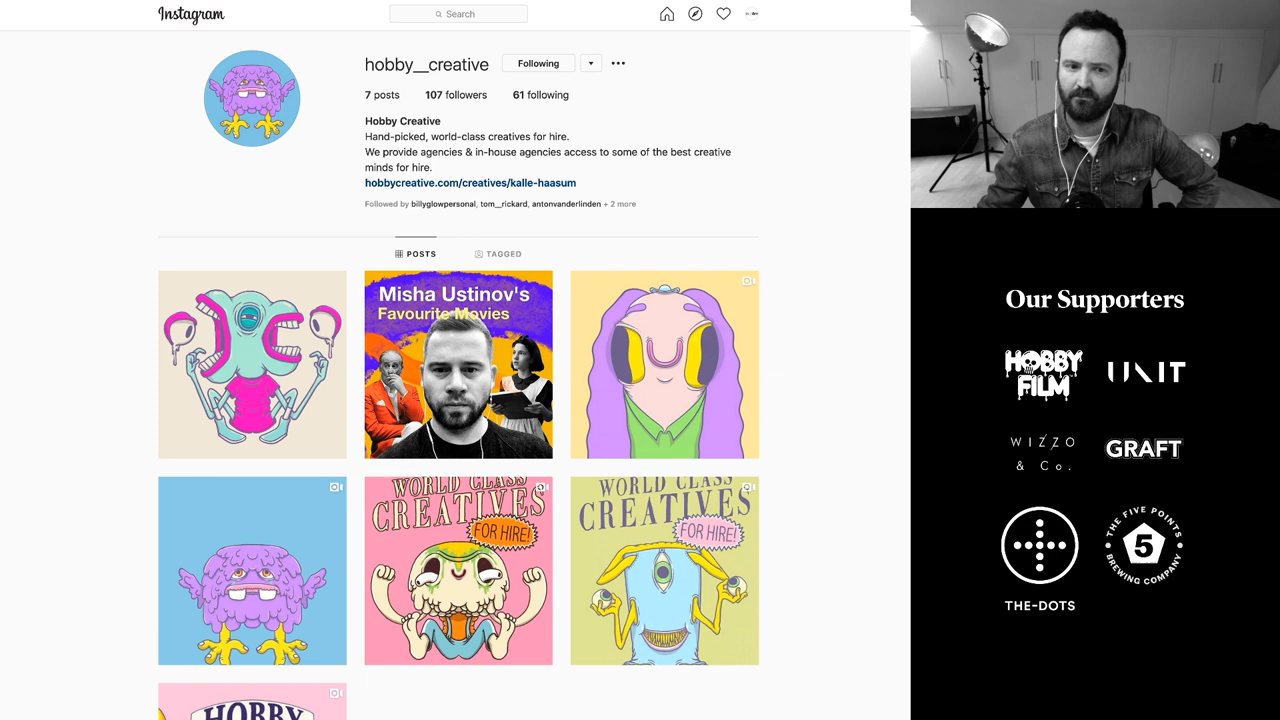 Instagram
Search
hobby__creative
Following
7 posts 107 followers 61 following
Hobby Creative
Hand-picked, world-class creatives for hire.
We provide agencies & in-house agencies access to some of the best creative
minds for hire.
hobbycreative.com/creatives/kalle-haasum
Followed by billyglowpersonal, tom__rickard, antonvanderlinden + 2 more
POSTS
TAGGED
Misha Ustinov's
Favourite Movies
WORLD CLASS
CREATIVES
FOR HIRE!
WORLD CLASS
CREATIVES
FOR HIRE!
HOBBY
Our Supporters
HOBBY
FILM
UNIT
WIZZO
& Co.
GRAFT
THE-DOTS
THE FIVE POINTS
5
BREWING COMPANY